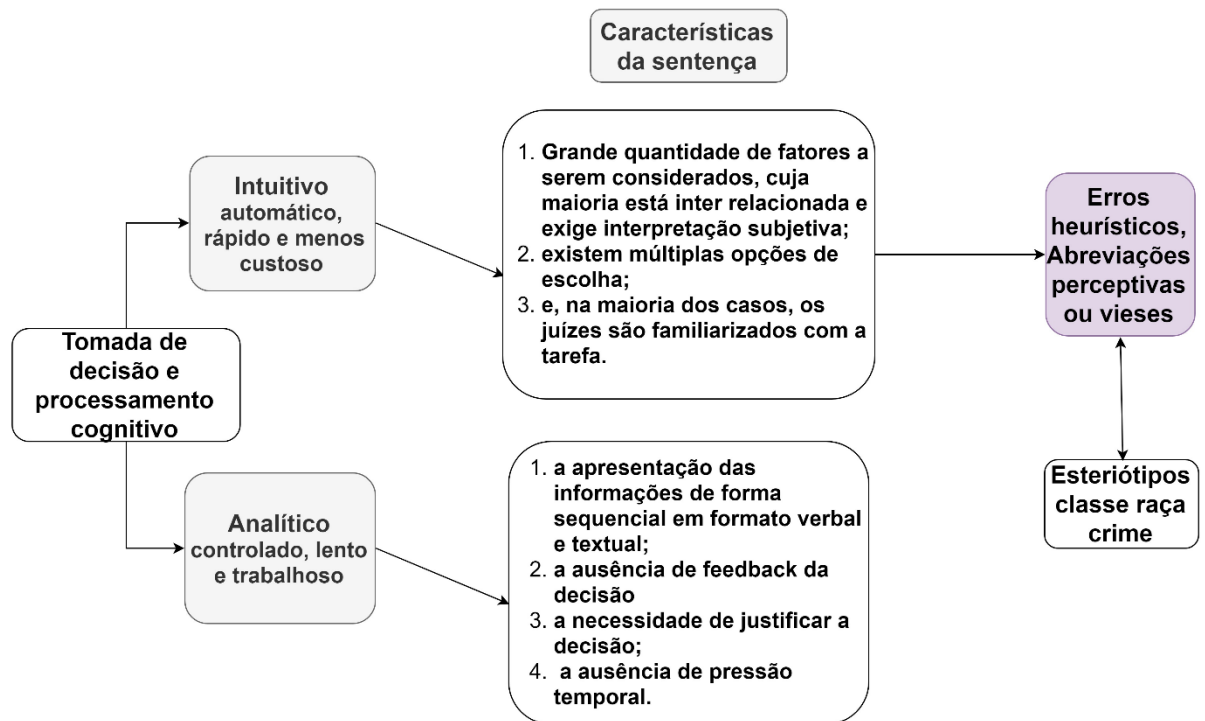 Características
da sentença
Intuitivo
automático,
rápido e menos
custoso
1. Grande quantidade de fatores a
serem considerados, cuja
maioria está inter relacionada e
exige interpretação subjetiva;
2. existem múltiplas opções de
escolha;
3. e, na maioria dos casos, os
juízes são familiarizados com a
tarefa.
Erros
heurísticos,
Abreviações
perceptivas
ou vieses
Tomada de
decisão e
processamento
cognitivo
Analítico
controlado, lento
e trabalhoso
1. a apresentação das
informações de forma
sequencial em formato verbal
e textual;
2. a ausência de feedback da
decisão
3. a necessidade de justificar a
decisão;
4. a ausência de pressão
temporal.
Esteriótipos
classe raça
crime